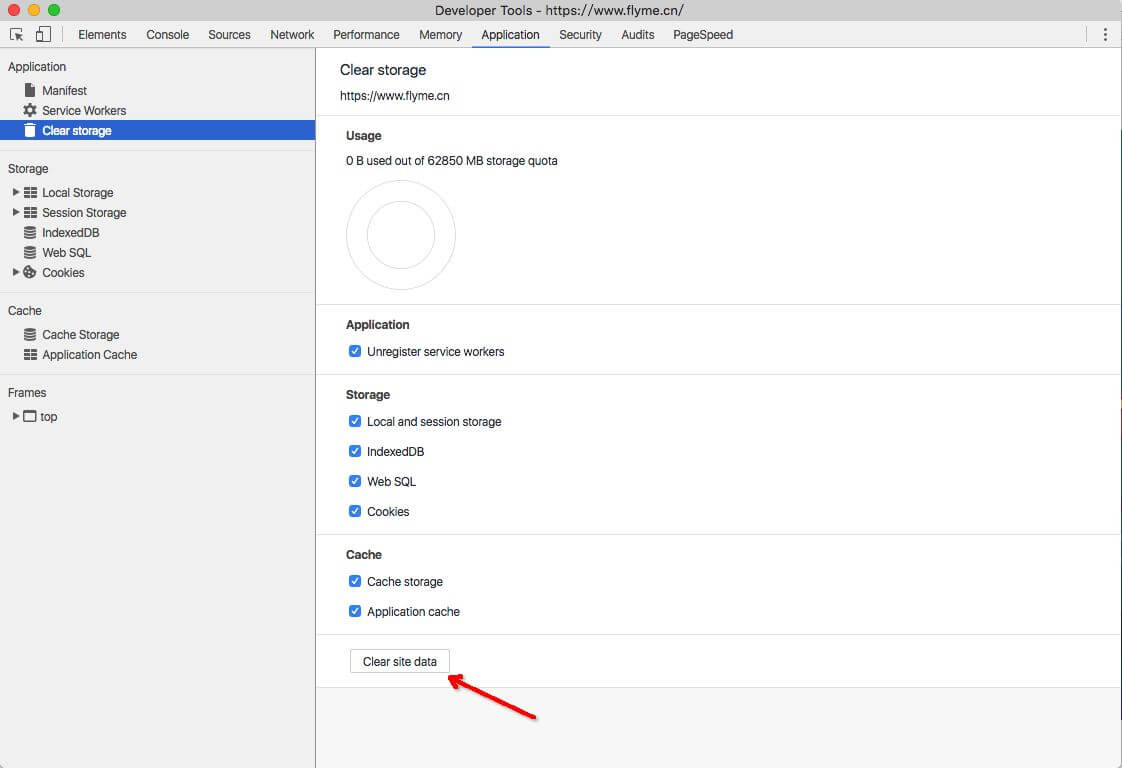 Developer Tools - https://www.flyme.cn/
Elements Console Sources Network Performance Memory Application Security Audits PageSpeed
Application
Manifest
Service Workers
Clear storage
Storage
Local Storage
Session Storage
IndexedDB
Web SQL
Cookies
Cache
Cache Storage
Application Cache
Frames
top
Clear storage
https://www.flyme.cn
Usage
0 B used out of 62850 MB storage quota
Application
Unregister service workers
Storage
Local and session storage
IndexedDB
Web SQL
Cookies
Cache
Cache storage
Application cache
Clear site data